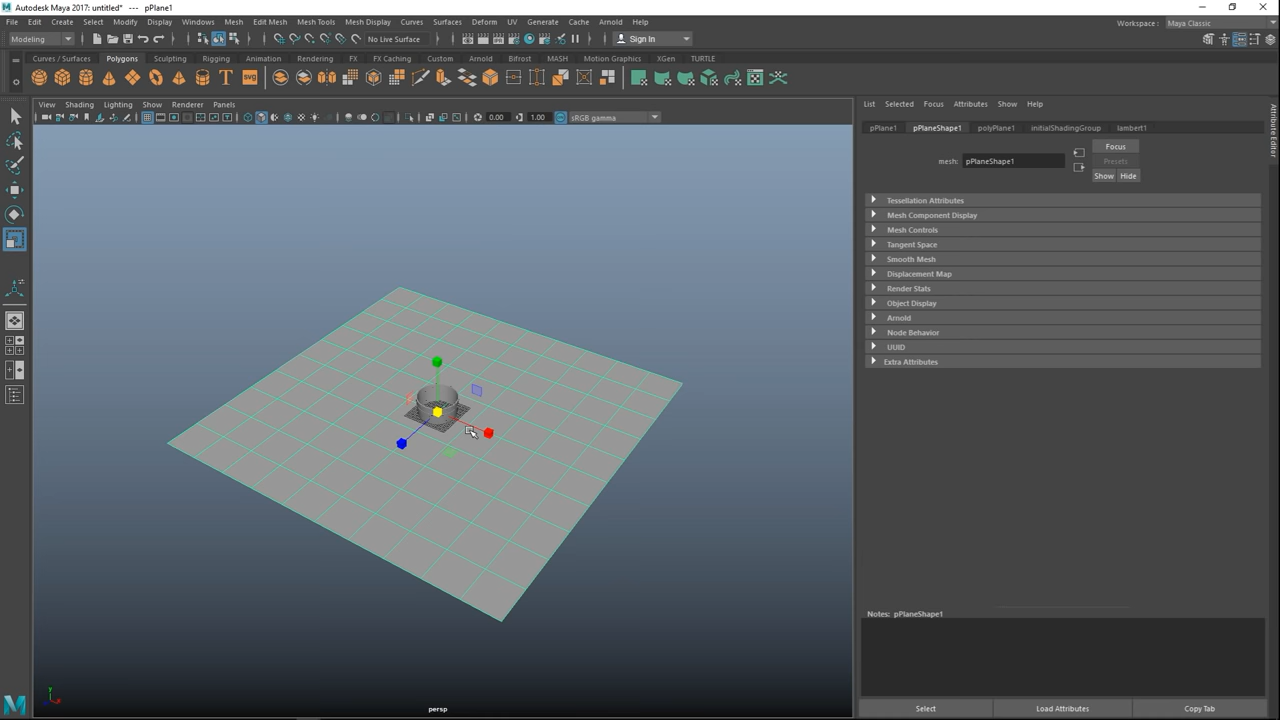 Autodesk Maya 2017: untitled* --- pPlane1
File Edit Create Select Modify Display Windows Mesh Edit Mesh Mesh Tools Mesh Display Curves Surfaces Deform UV Generate Cache Arnold Help
Workspace : Maya Classic
Modeling No Live Surface Sign In
Curves / Surfaces Polygons Sculpting Rigging Animation Rendering FX FX Caching Custom Arnold Bifrost MASH Motion Graphics XGen TURTLE
T SVG
View Shading Lighting Show Renderer Panels
0.00 1.00 sRGB gamma
List Selected Focus Attributes Show Help
pPlane1 pPlaneShape1 polyPlane1 initialShadingGroup lambert1
mesh: pPlaneShape1
Focus
Presets
Show Hide
Tessellation Attributes
Mesh Component Display
Mesh Controls
Tangent Space
Smooth Mesh
Displacement Map
Render Stats
Object Display
Arnold
Node Behavior
UUID
Extra Attributes
Attribute Editor
Notes: pPlaneShape1
Select Load Attributes Copy Tab
y
x
persp